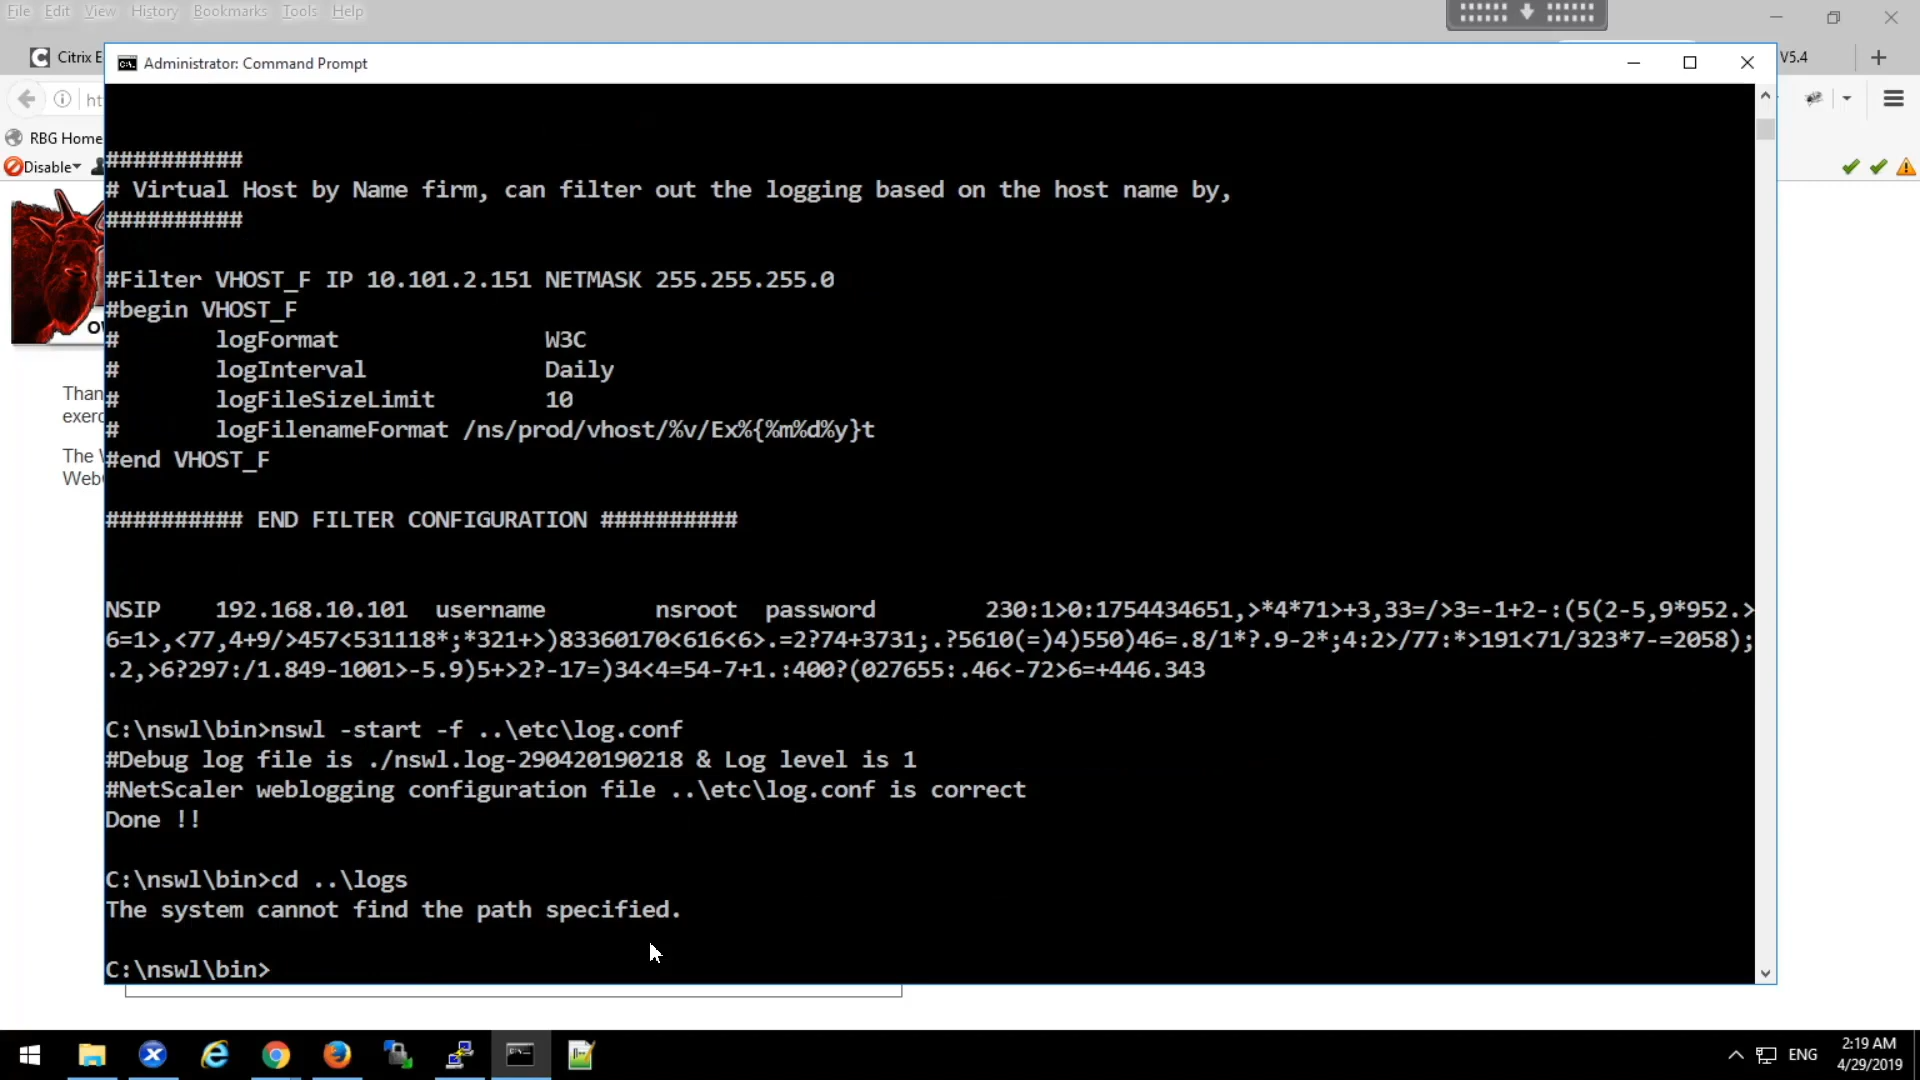 File Edit View History Bookmarks Tools Help
Citrix E
V5.4
Administrator: Command Prompt
ht
RBG Home
Disable
##########
# Virtual Host by Name firm, can filter out the logging based on the host name by,
##########
#Filter VHOST_F IP 10.101.2.151 NETMASK 255.255.255.0
#begin VHOST_F
# logFormat W3C
# logInterval Daily
# logFileSizeLimit 10
# logFilenameFormat /ns/prod/vhost/%v/Ex%{%m%d%y}t
#end VHOST_F
Than
exerc
The
Web
########## END FILTER CONFIGURATION ##########
NSIP 192.168.10.101 username nsroot password 230:1>0:1754434651,>*4*71>+3,33=/>3=-1+2-:(5(2-5,9*952.>
6=1>,<77,4+9/>457<531118*;*321+>)83360170<616<6>.=2?74+3731;.?5610(=)4)550)46=.8/1*?.9-2*;4:2>/77:*>191<71/323*7-=2058);
.2,>6?297:/1.849-1001>-5.9)5+>2?-17=)34<4=54-7+1.:400?(027655:.46<-72>6=+446.343
C:\nswl\bin>nswl -start -f ..\etc\log.conf
#Debug log file is ./nswl.log-290420190218 & Log level is 1
#NetScaler weblogging configuration file ..\etc\log.conf is correct
Done !!
C:\nswl\bin>cd ..\logs
The system cannot find the path specified.
C:\nswl\bin>
ENG
2:19 AM
4/29/2019